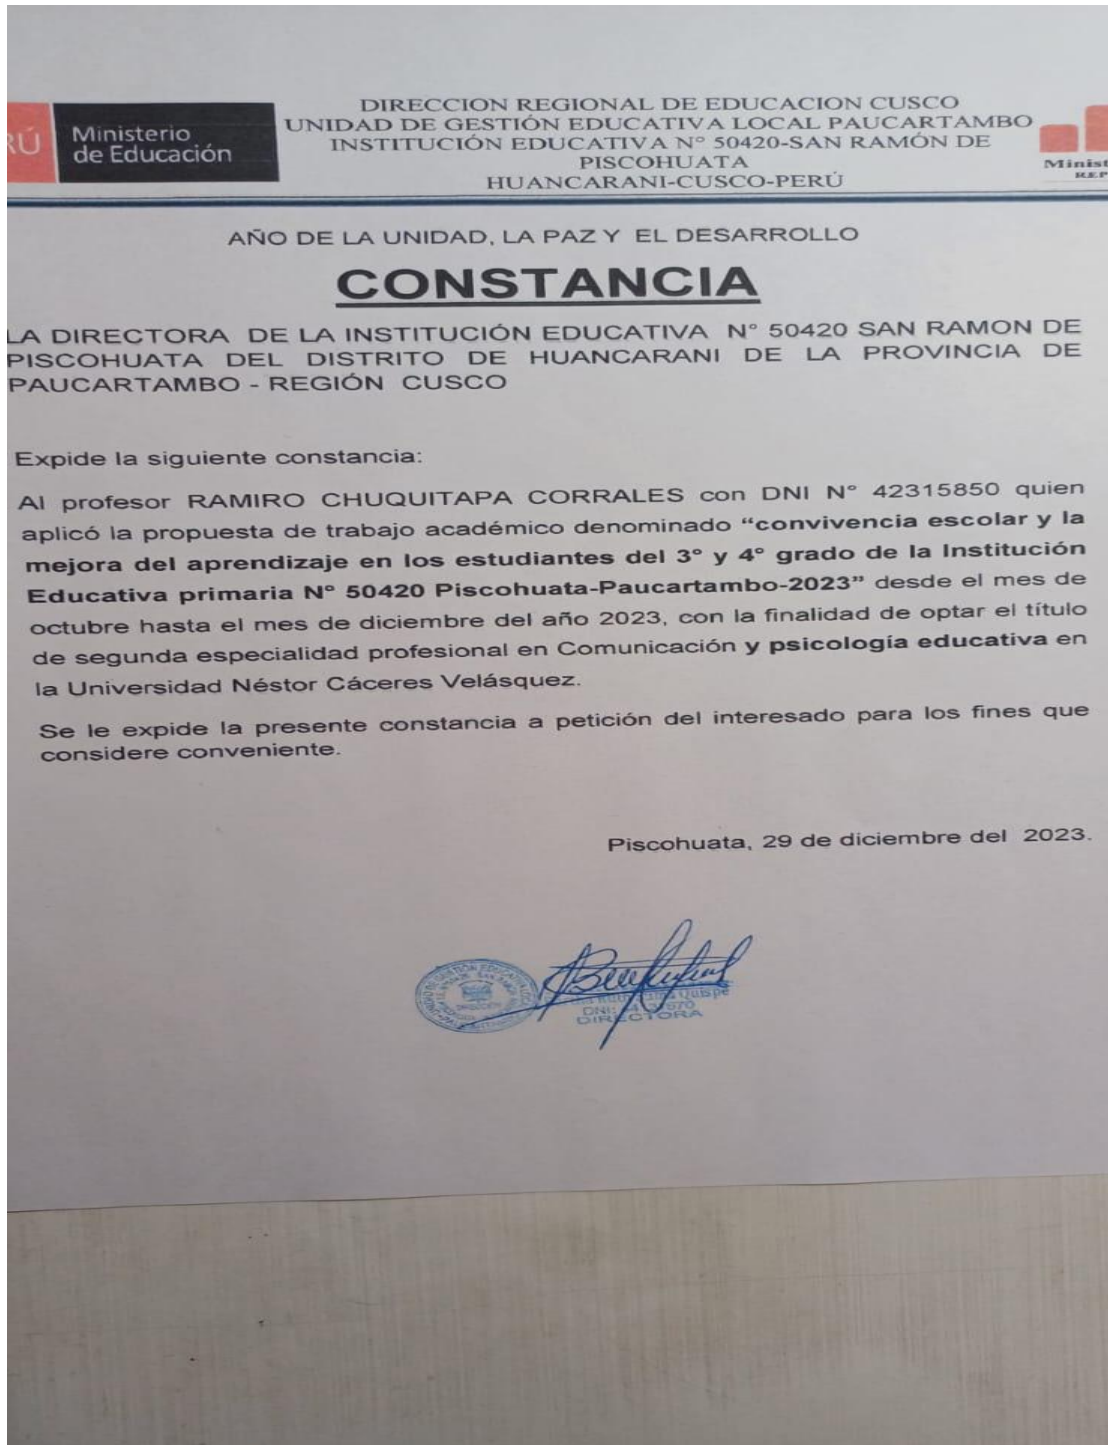 RÚ
Ministerio
de Educación
DIRECCION REGIONAL DE EDUCACION CUSCO
UNIDAD DE GESTIÓN EDUCATIVA LOCAL PAUCARTAMBO
INSTITUCIÓN EDUCATIVA N° 50420-SAN RAMÓN DE
PISCOHUATA
HUANCARANI-CUSCO-PERÚ
Minist
REP
AÑO DE LA UNIDAD, LA PAZ Y EL DESARROLLO
CONSTANCIA
LA DIRECTORA DE LA INSTITUCIÓN EDUCATIVA N° 50420 SAN RAMON DE
PISCOHUATA DEL DISTRITO DE HUANCARANI DE LA PROVINCIA DE
PAUCARTAMBO - REGIÓN CUSCO
Expide la siguiente constancia:
Al profesor RAMIRO CHUQUITAPA CORRALES con DNI N° 42315850 quien
aplicó la propuesta de trabajo académico denominado “convivencia escolar y la
mejora del aprendizaje en los estudiantes del 3° y 4° grado de la Institución
Educativa primaria N° 50420 Piscohuata-Paucartambo-2023” desde el mes de
octubre hasta el mes de diciembre del año 2023, con la finalidad de optar el título
de segunda especialidad profesional en Comunicación y psicología educativa en
la Universidad Néstor Cáceres Velásquez.
Se le expide la presente constancia a petición del interesado para los fines que
considere conveniente.
Piscohuata, 29 de diciembre del 2023.
Quispe
DNI:
DIRECTORA